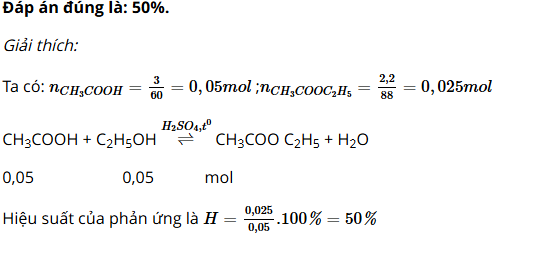 Đáp án đúng là: 50%.
Giải thích:
Ta có: n_{CH_3COOH} = \frac{3}{60} = 0,05mol ;n_{CH_3COOC_2H_5} = \frac{2,2}{88} = 0,025mol
CH₃COOH + C₂H₅OH \overset{H_2SO_4,t^0}{⇌} CH₃COO C₂H₅ + H₂O
0,05 0,05 mol
Hiệu suất của phản ứng là H = \frac{0,025}{0,05}.100% = 50%